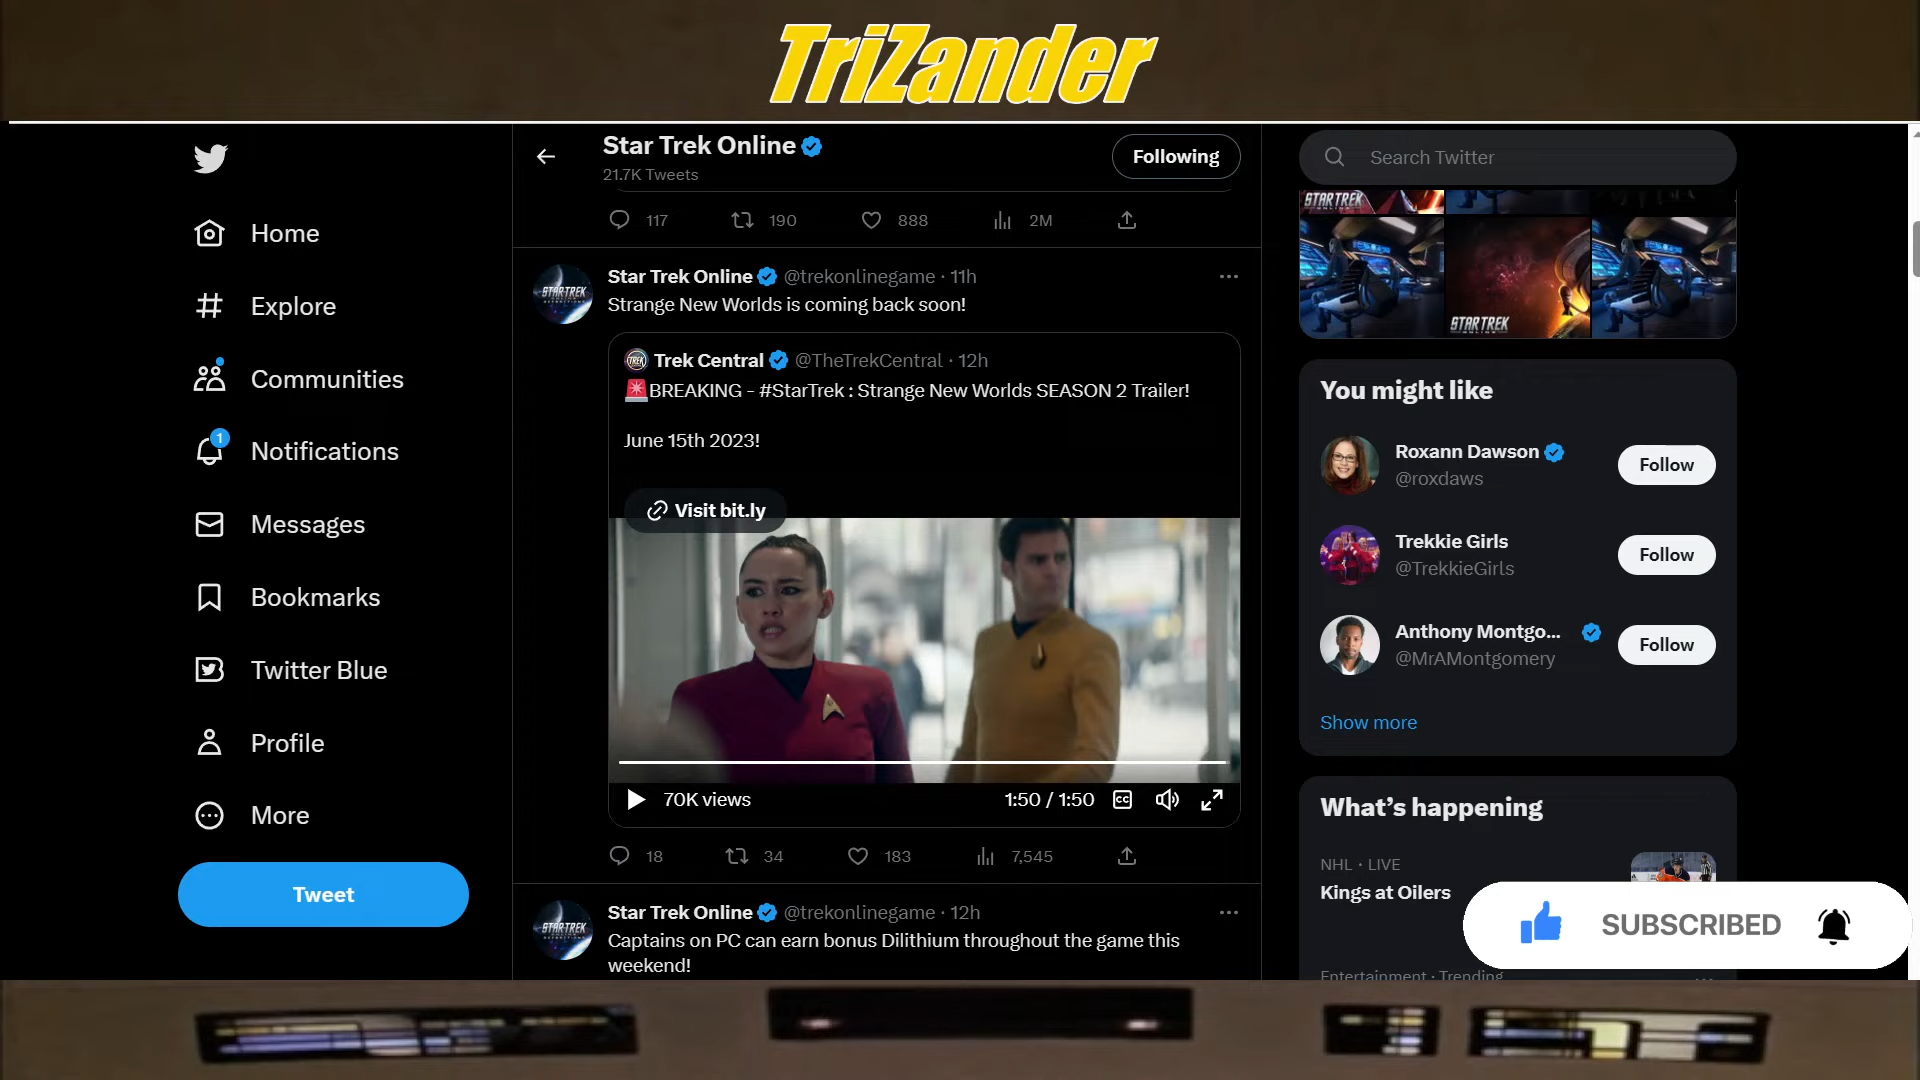 TriZander
Star Trek Online
21.7K Tweets
Following
Search Twitter
Home
Explore
Communities
1
Notifications
Messages
Bookmarks
Twitter Blue
Profile
More
Tweet
117 190 888 2M
STAR TREK
Star Trek Online @trekonlinegame · 11h
Strange New Worlds is coming back soon!
TREK
Trek Central @TheTrekCentral · 12h
BREAKING - #StarTrek : Strange New Worlds SEASON 2 Trailer!
June 15th 2023!
Visit bit.ly
70K views
1:50 / 1:50
CC
18 34 183 7,545
STAR TREK
Star Trek Online @trekonlinegame · 12h
Captains on PC can earn bonus Dilithium throughout the game this
weekend!
STAR TREK
STAR TREK
You might like
Roxann Dawson
@roxdaws
Follow
Trekkie Girls
@TrekkieGirls
Follow
Anthony Montgo...
@MrAMontgomery
Follow
Show more
What's happening
NHL · LIVE
Kings at Oilers
SUBSCRIBED
Entertainment · Trending